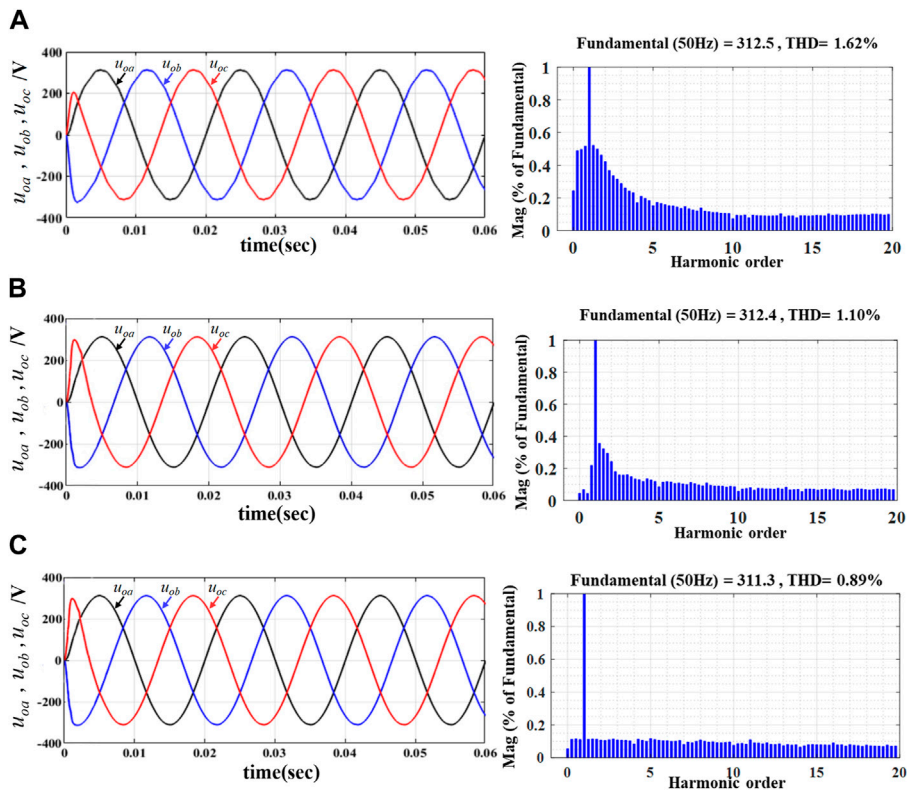 A
u_oa , u_ob , u_oc /V
400
200
0
-200
-400
u_oa
u_ob
u_oc
0 0.01 0.02 0.03 0.04 0.05 0.06
time(sec)
Fundamental (50Hz) = 312.5 , THD= 1.62%
Mag (% of Fundamental)
1
0.8
0.6
0.4
0.2
0
0 5 10 15 20
Harmonic order
B
u_oa , u_ob , u_oc /V
400
200
0
-200
-400
u_oa
u_ob
u_oc
0 0.01 0.02 0.03 0.04 0.05 0.06
time(sec)
Fundamental (50Hz) = 312.4 , THD= 1.10%
Mag (% of Fundamental)
1
0.8
0.6
0.4
0.2
0
0 5 10 15 20
Harmonic order
C
u_oa , u_ob , u_oc /V
400
200
0
-200
-400
u_oa
u_ob
u_oc
0 0.01 0.02 0.03 0.04 0.05 0.06
time(sec)
Fundamental (50Hz) = 311.3 , THD= 0.89%
Mag (% of Fundamental)
1
0.8
0.6
0.4
0.2
0
0 5 10 15 20
Harmonic order